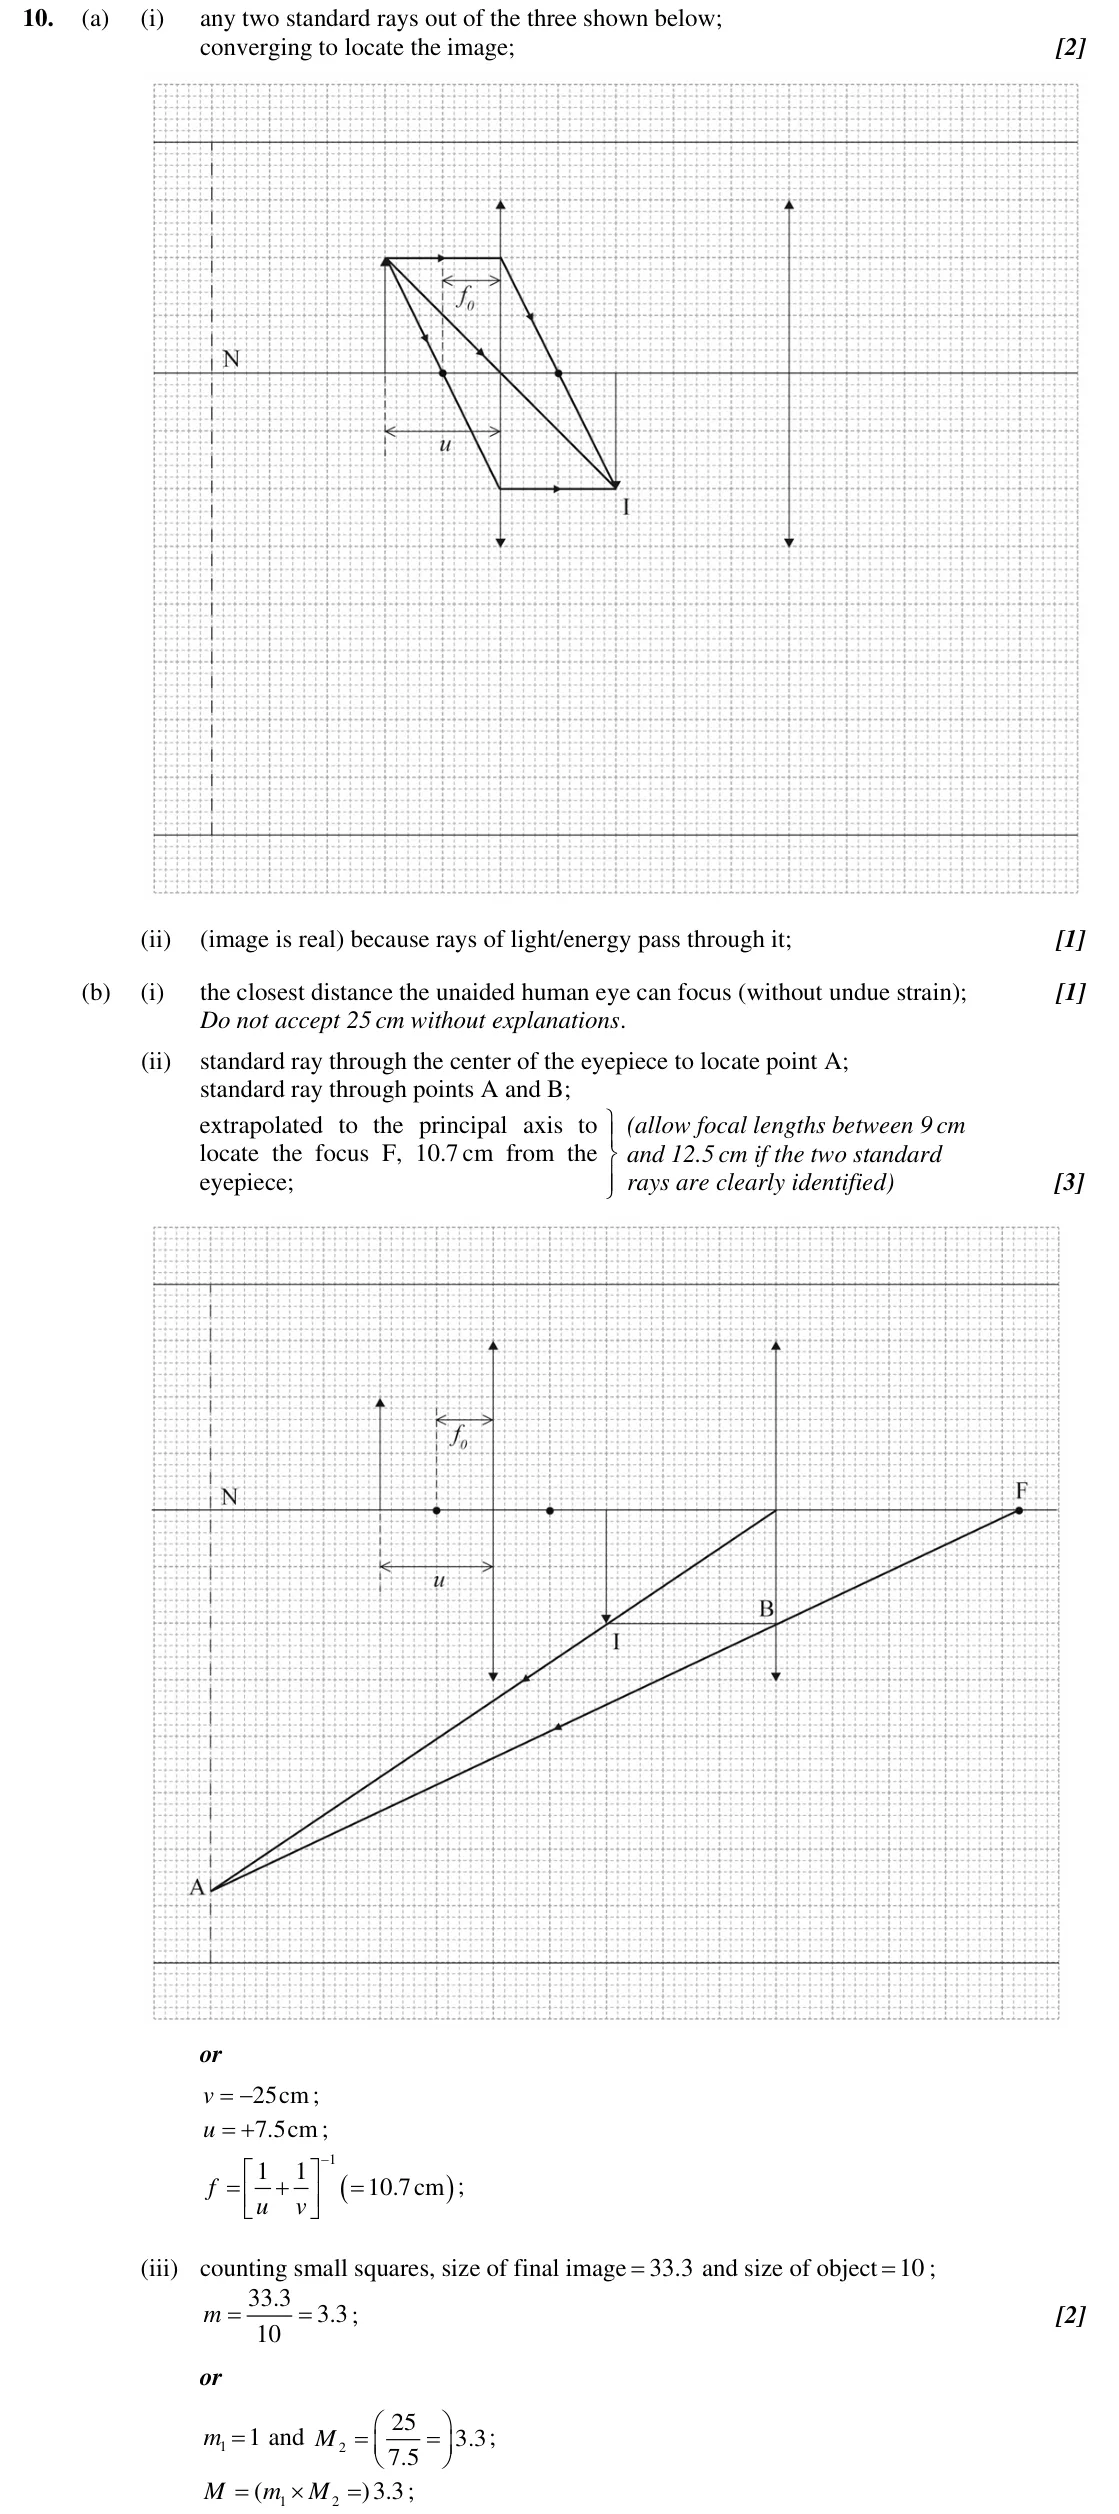 10. (a) (i) any two standard rays out of the three shown below;
converging to locate the image; [2]
f0
N
u
I
(ii) (image is real) because rays of light/energy pass through it; [1]
(b) (i) the closest distance the unaided human eye can focus (without undue strain); [1]
Do not accept 25 cm without explanations.
(ii) standard ray through the center of the eyepiece to locate point A;
standard ray through points A and B;
extrapolated to the principal axis to (allow focal lengths between 9 cm
locate the focus F, 10.7 cm from the and 12.5 cm if the two standard
eyepiece; rays are clearly identified) [3]
f0
N F
u
B
I
A
or
v = −25 cm ;
u = +7.5 cm ;
f = [1/u + 1/v]^−1 (= 10.7 cm) ;
(iii) counting small squares, size of final image = 33.3 and size of object = 10 ;
m = 33.3/10 = 3.3 ; [2]
or
m1 = 1 and M2 = (25/7.5 =) 3.3 ;
M = (m1 × M2 =) 3.3 ;